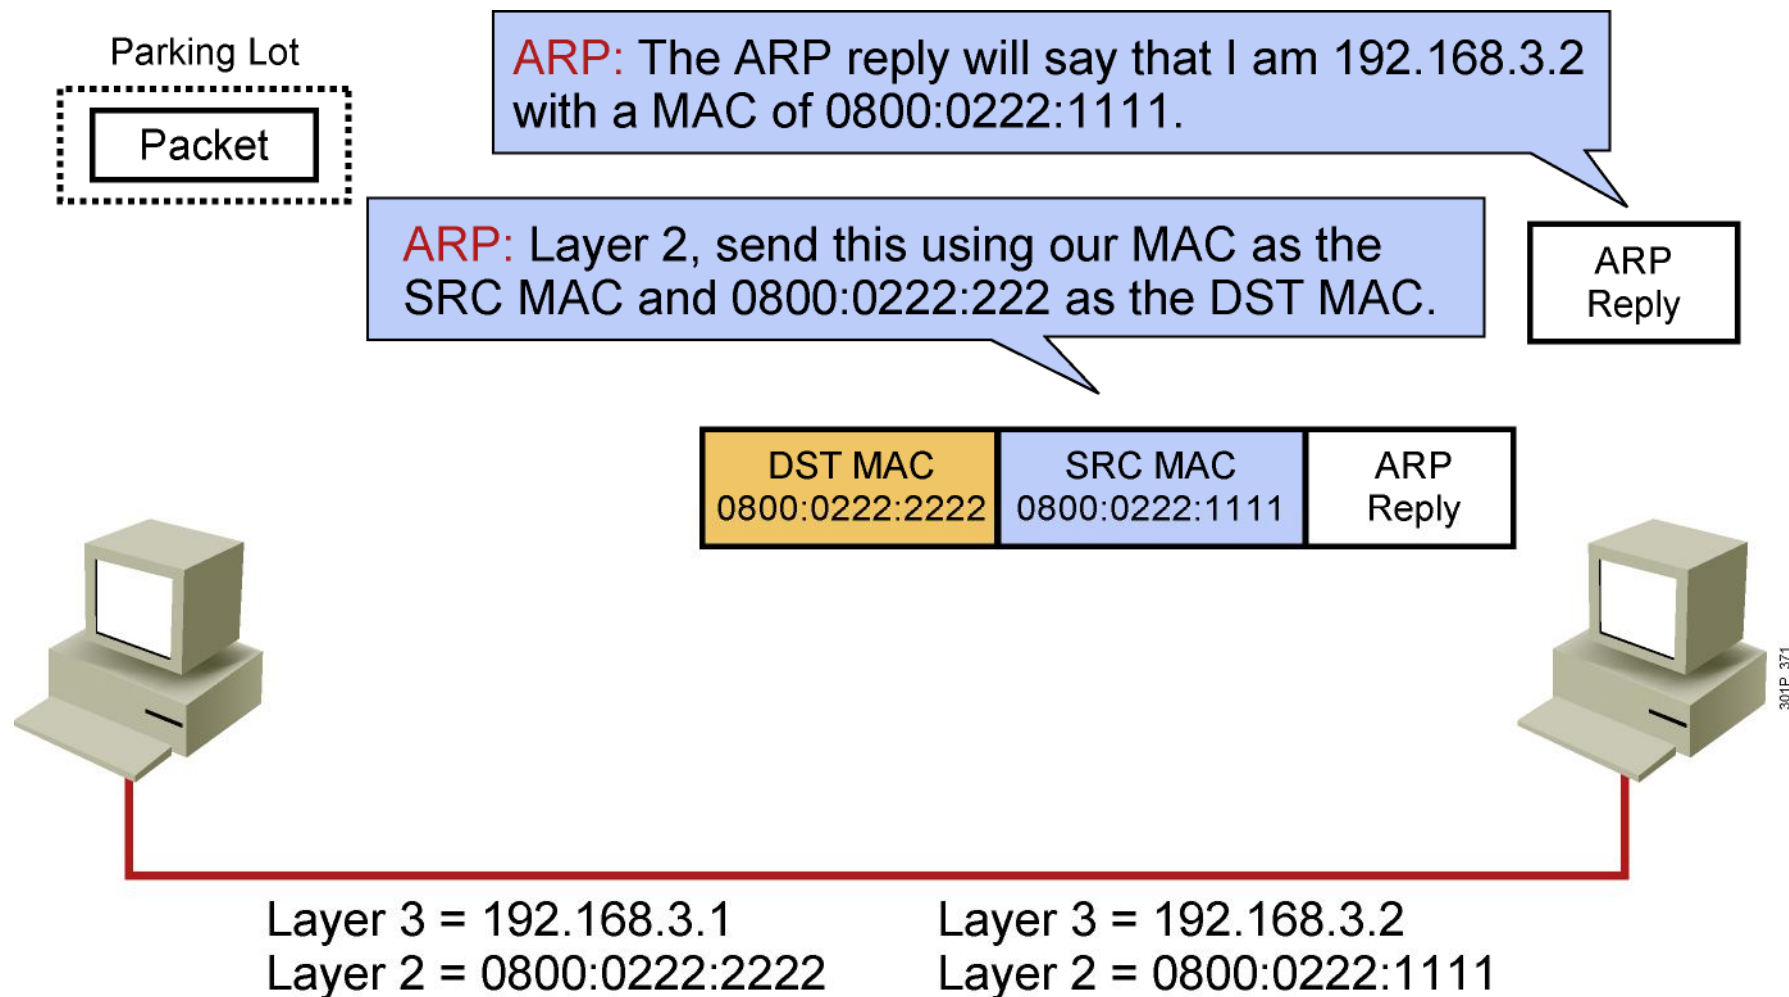 Parking Lot
Packet
ARP: The ARP reply will say that I am 192.168.3.2
with a MAC of 0800:0222:1111.
ARP: Layer 2, send this using our MAC as the
SRC MAC and 0800:0222:222 as the DST MAC.
ARP
Reply
DST MAC
0800:0222:2222
SRC MAC
0800:0222:1111
ARP
Reply
301P_371
Layer 3 = 192.168.3.1
Layer 2 = 0800:0222:2222
Layer 3 = 192.168.3.2
Layer 2 = 0800:0222:1111